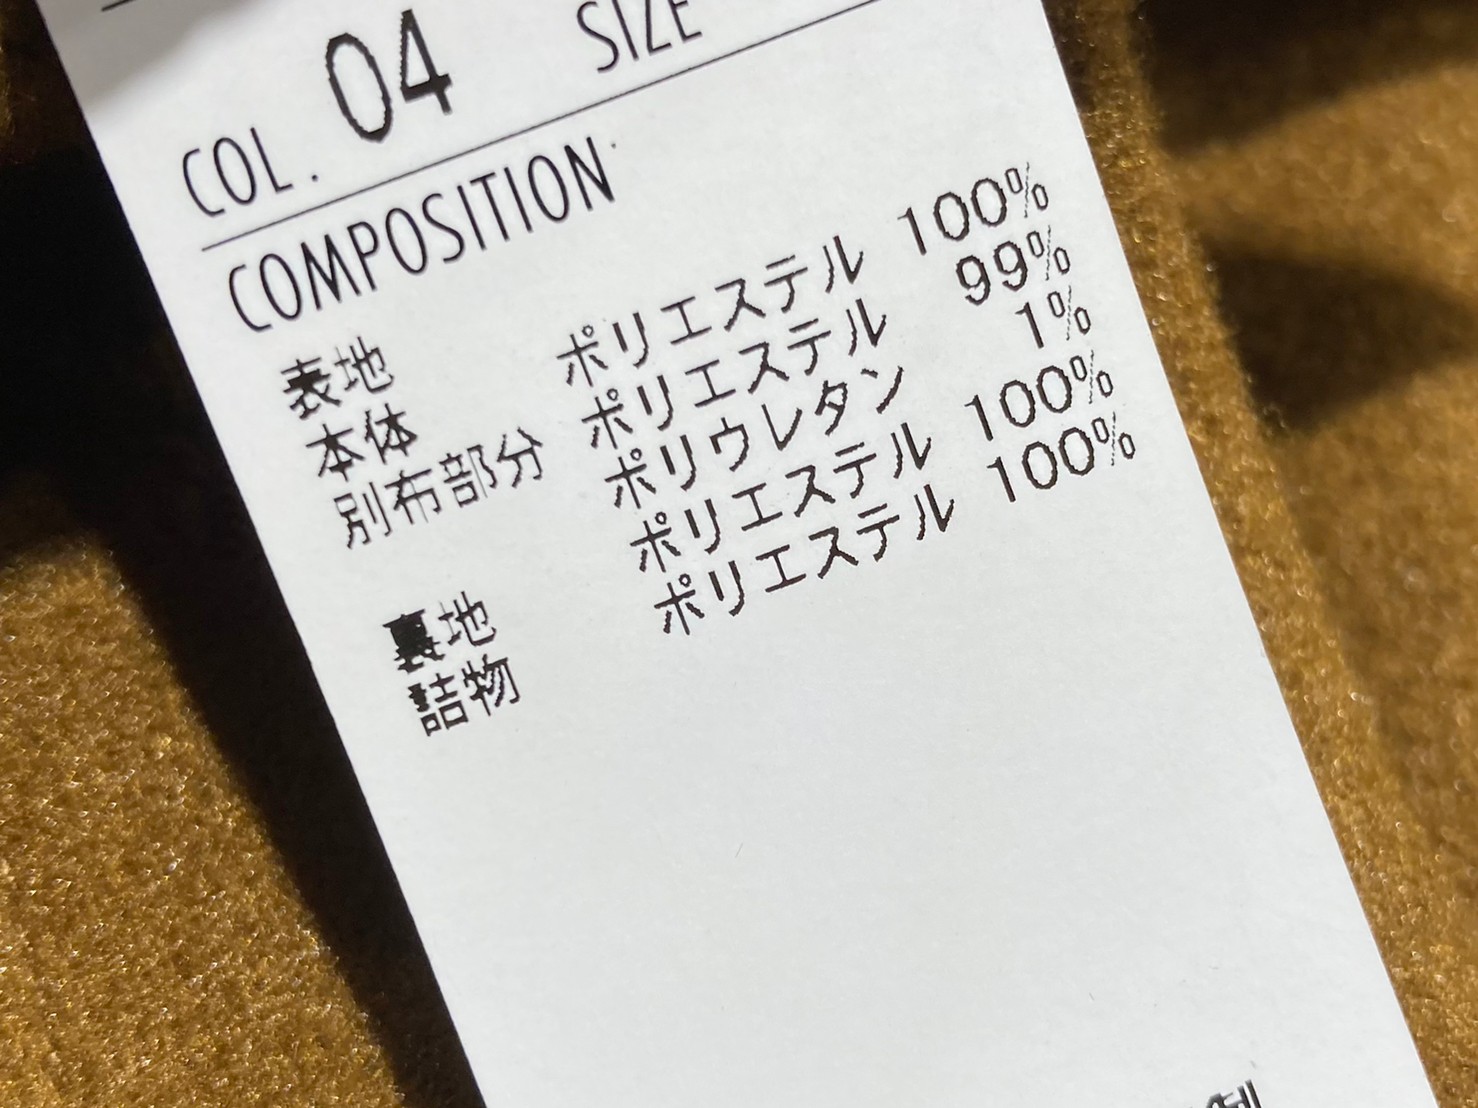 COL. 04 SIZE
COMPOSITION
表地
本体 ポリエステル 100%
別布部分 ポリエステル 99%
ポリウレタン 1%
裏地 ポリエステル 100%
詰物 ポリエステル 100%